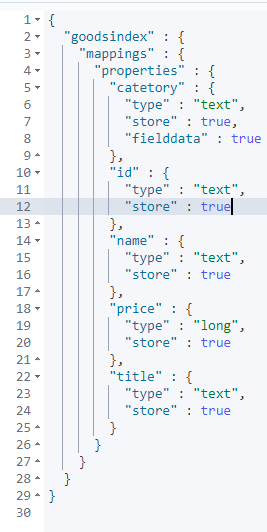 1 {
2 "goodsindex" : {
3 "mappings" : {
4 "properties" : {
5 "catetory" : {
6 "type" : "text",
7 "store" : true,
8 "fielddata" : true
9 },
10 "id" : {
11 "type" : "text",
12 "store" : true
13 },
14 "name" : {
15 "type" : "text",
16 "store" : true
17 },
18 "price" : {
19 "type" : "long",
20 "store" : true
21 },
22 "title" : {
23 "type" : "text",
24 "store" : true
25 }
26 }
27 }
28 }
29 }
30